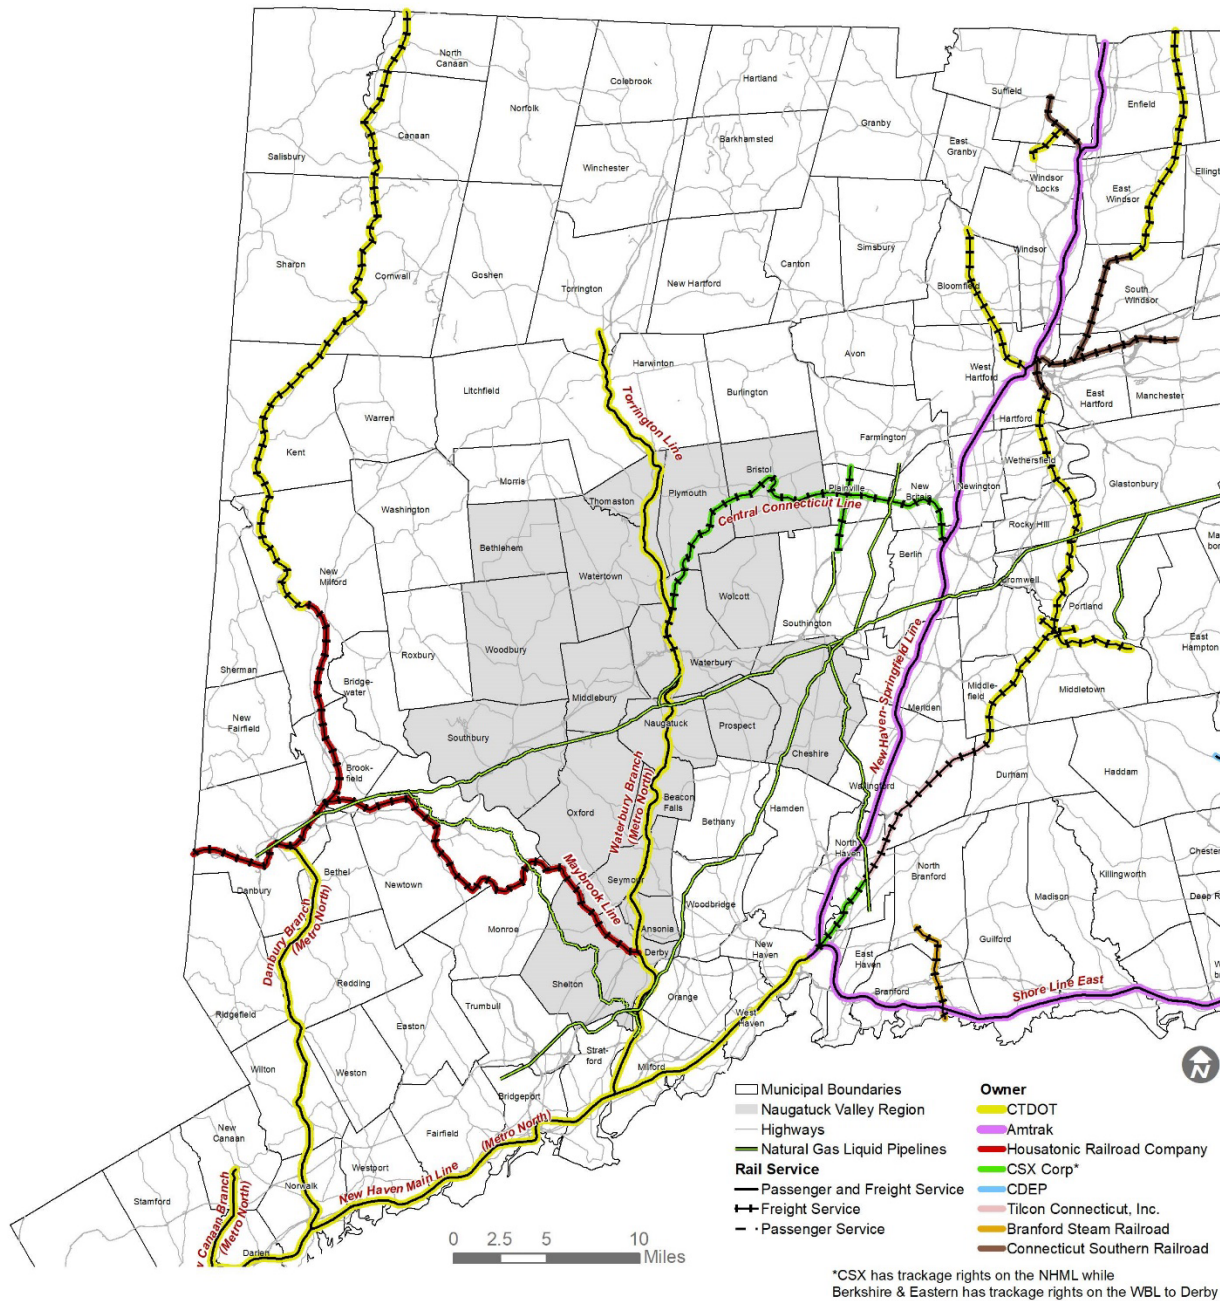 North
Canaan
Colebrook
Hartland
Suffield
Enfield
Norfolk
Granby
Canaan
Barkhamsted
East
Granby
Salisbury
Winchester
Windsor
Locks
East
Windsor
Simsbury
Windsor
Sharon
Cornwall
Goshen
Canton
New Hartford
Torrington
Bloomfield
South
Windsor
Avon
Harwinton
West
Hartford
Litchfield
Burlington
East
Hartford
Manchester
Warren
Torrington Line
Hartford
Farmington
Kent
Wethersfield
Bristol
Morris
Plainville
New
Britain
Newington
Glastonbury
Thomaston
Plymouth
Washington
Central Connecticut Line
Rocky Hill
Bethlehem
Berlin
New
Milford
Watertown
Cromwell
Wolcott
Portland
Southington
Roxbury
Woodbury
Waterbury
East
Hampton
Sherman
Bridge-
water
Middle-
field
Middletown
Middlebury
New Haven-Springfield Line
Meriden
New
Fairfield
Naugatuck
Prospect
Southbury
Cheshire
Brook-
field
Waterbury Branch
(Metro North)
Wallingford
Durham
Haddam
Beacon
Falls
Oxford
Hamden
Bethany
North
Haven
Bethel
Maybrook Line
Seymour
North
Branford
Killingworth
Danbury
Newtown
Woodbridge
Madison
Danbury Branch
(Metro North)
Monroe
Ansonia
Derby
New
Haven
East
Haven
Guilford
Redding
Shelton
Orange
Branford
Shore Line East
Trumbull
Ridgefield
Easton
West
Haven
Wilton
Weston
Strat-
ford
Milford
Bridgeport
New
Canaan
Fairfield
(Metro North)
Westport
Stamford
Norwalk
New Haven Main Line
Canaan Branch
(Metro North)
Darien
N
Municipal Boundaries
Naugatuck Valley Region
Highways
Natural Gas Liquid Pipelines
Rail Service
Passenger and Freight Service
Freight Service
Passenger Service
Owner
CTDOT
Amtrak
Housatonic Railroad Company
CSX Corp*
CDEP
Tilcon Connecticut, Inc.
Branford Steam Railroad
Connecticut Southern Railroad
0 2.5 5 10
Miles
*CSX has trackage rights on the NHML while
Berkshire & Eastern has trackage rights on the WBL to Derby